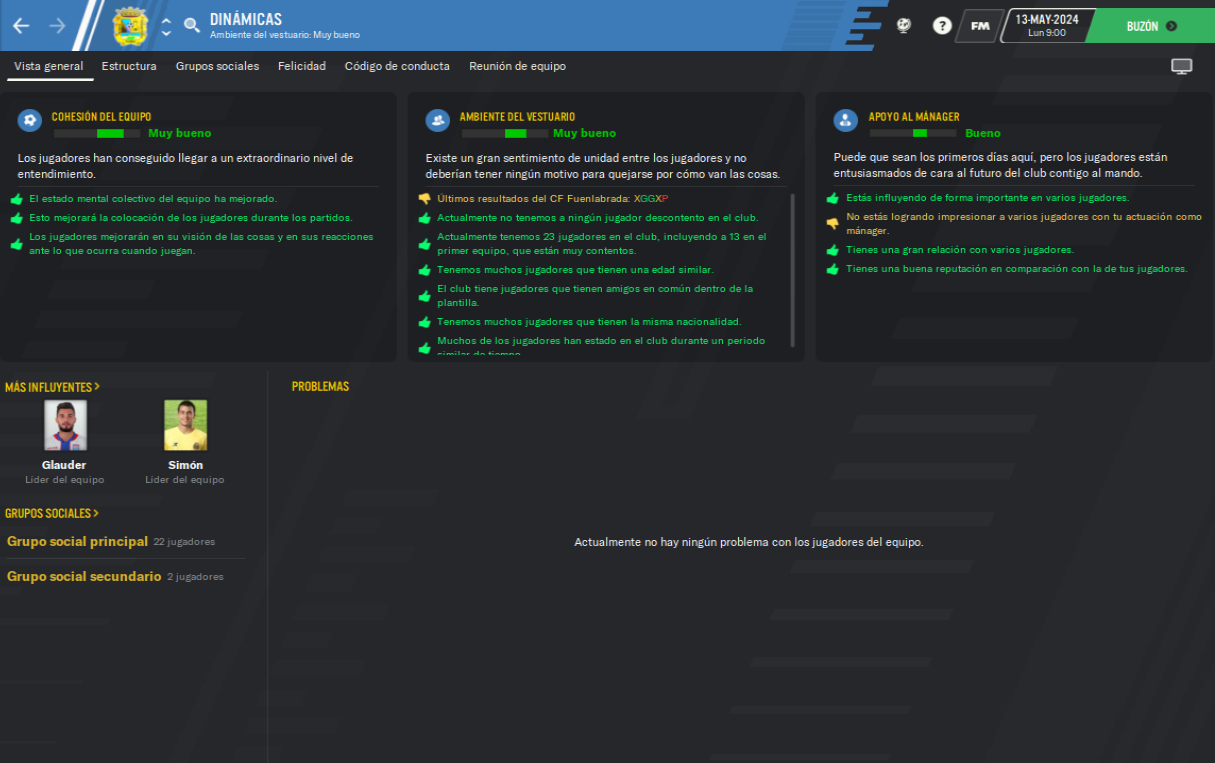 DINÁMICAS
Ambiente del vestuario: Muy bueno
?
FM
13-MAY-2024
Lun 9:00
BUZÓN
Vista general
Estructura
Grupos sociales
Felicidad
Código de conducta
Reunión de equipo
COHESIÓN DEL EQUIPO
Muy bueno
Los jugadores han conseguido llegar a un extraordinario nivel de
entendimiento.
El estado mental colectivo del equipo ha mejorado.
Esto mejorará la colocación de los jugadores durante los partidos.
Los jugadores mejorarán en su visión de las cosas y en sus reacciones
ante lo que ocurra cuando juegan.
AMBIENTE DEL VESTUARIO
Muy bueno
Existe un gran sentimiento de unidad entre los jugadores y no
deberían tener ningún motivo para quejarse por cómo van las cosas.
Últimos resultados del CF Fuenlabrada: XGGXP
Actualmente no tenemos a ningún jugador descontento en el club.
Actualmente tenemos 23 jugadores en el club, incluyendo a 13 en el
primer equipo, que están muy contentos.
Tenemos muchos jugadores que tienen una edad similar.
El club tiene jugadores que tienen amigos en común dentro de la
plantilla.
Tenemos muchos jugadores que tienen la misma nacionalidad.
Muchos de los jugadores han estado en el club durante un periodo
similar de tiempo.
APOYO AL MÁNAGER
Bueno
Puede que sean los primeros días aquí, pero los jugadores están
entusiasmados de cara al futuro del club contigo al mando.
Estás influyendo de forma importante en varios jugadores.
No estás logrando impresionar a varios jugadores con tu actuación como
mánager.
Tienes una gran relación con varios jugadores.
Tienes una buena reputación en comparación con la de tus jugadores.
MÁS INFLUYENTES >
Glauder
Líder del equipo
Simón
Líder del equipo
GRUPOS SOCIALES >
Grupo social principal 22 jugadores
Grupo social secundario 2 jugadores
PROBLEMAS
Actualmente no hay ningún problema con los jugadores del equipo.